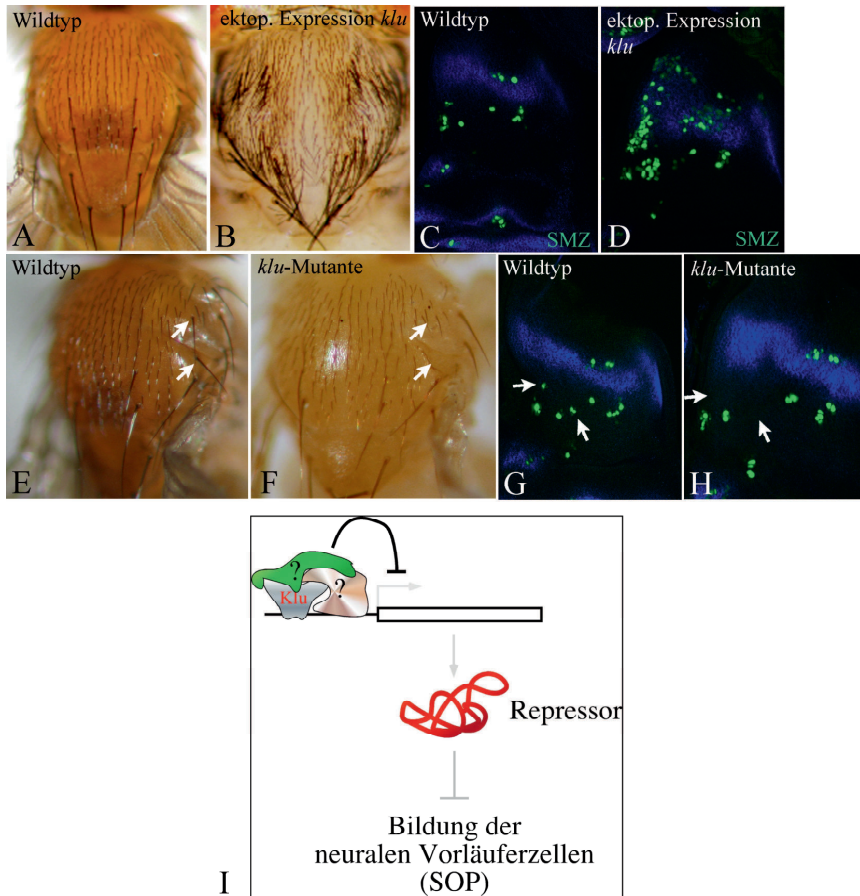 Wildtyp
ektop. Expression klu
Wildtyp
ektop. Expression
klu
A
B
C
SMZ
D
SMZ
Wildtyp
klu-Mutante
Wildtyp
klu-Mutante
E
F
G
H
?
?
Klu
Repressor
Bildung der
neuralen Vorläuferzellen
(SOP)
I